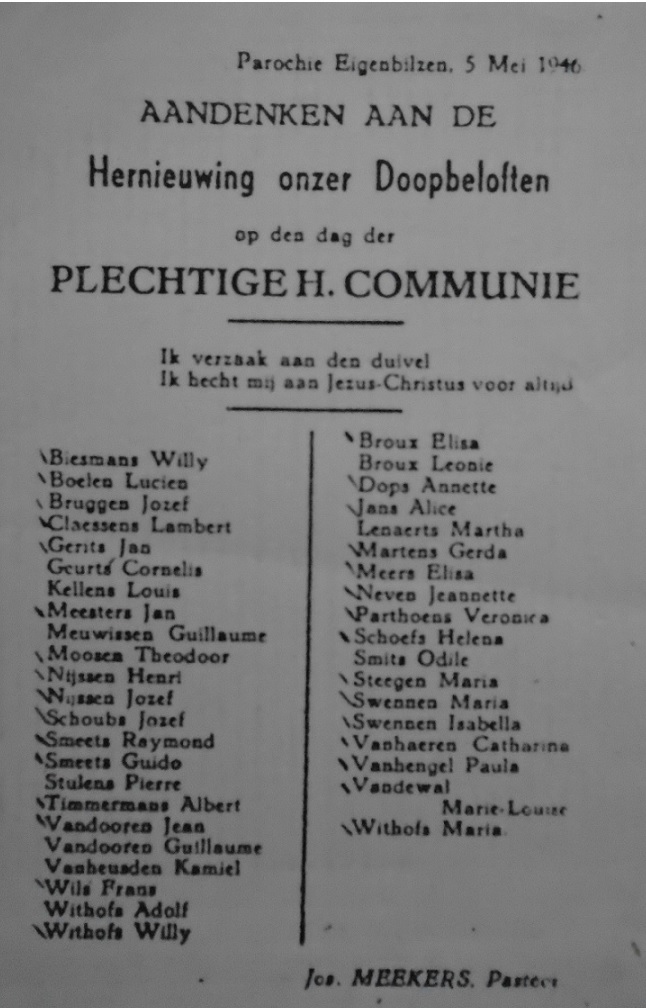 Parochie Eigenbilzen, 5 Mei 1946
AANDENKEN AAN DE
Hernieuwing onzer Doopbeloften
op den dag der
PLECHTIGE H. COMMUNIE
Ik verzaak aan den duivel
Ik hecht mij aan Jezus-Christus voor altijd
Biesmans Willy
Boelen Lucien
Bruggen Jozef
Claessens Lambert
Gerits Jan
Geurts Cornelis
Kellens Louis
Meesters Jan
Meuwissen Guillaume
Moosen Theodoor
Nijssen Henri
Nijssen Jozef
Schoubs Jozef
Smeets Raymond
Smeets Guido
Stulens Pierre
Timmermans Albert
Vandooren Jean
Vandooren Guillaume
Vanheusden Kamiel
Wils Frans
Withofs Adolf
Withofs Willy
Broux Elisa
Broux Leonie
Dops Annette
Jans Alice
Lenaerts Martha
Martens Gerda
Meers Elisa
Neven Jeannette
Parthoens Veronica
Schoefs Helena
Smits Odile
Steegen Maria
Swennen Maria
Swennen Isabella
Vanhaeren Catharina
Vanhengel Paula
Vandewal
Marie-Louise
Withofs Maria.
Jos. MEEKERS, Pastoor